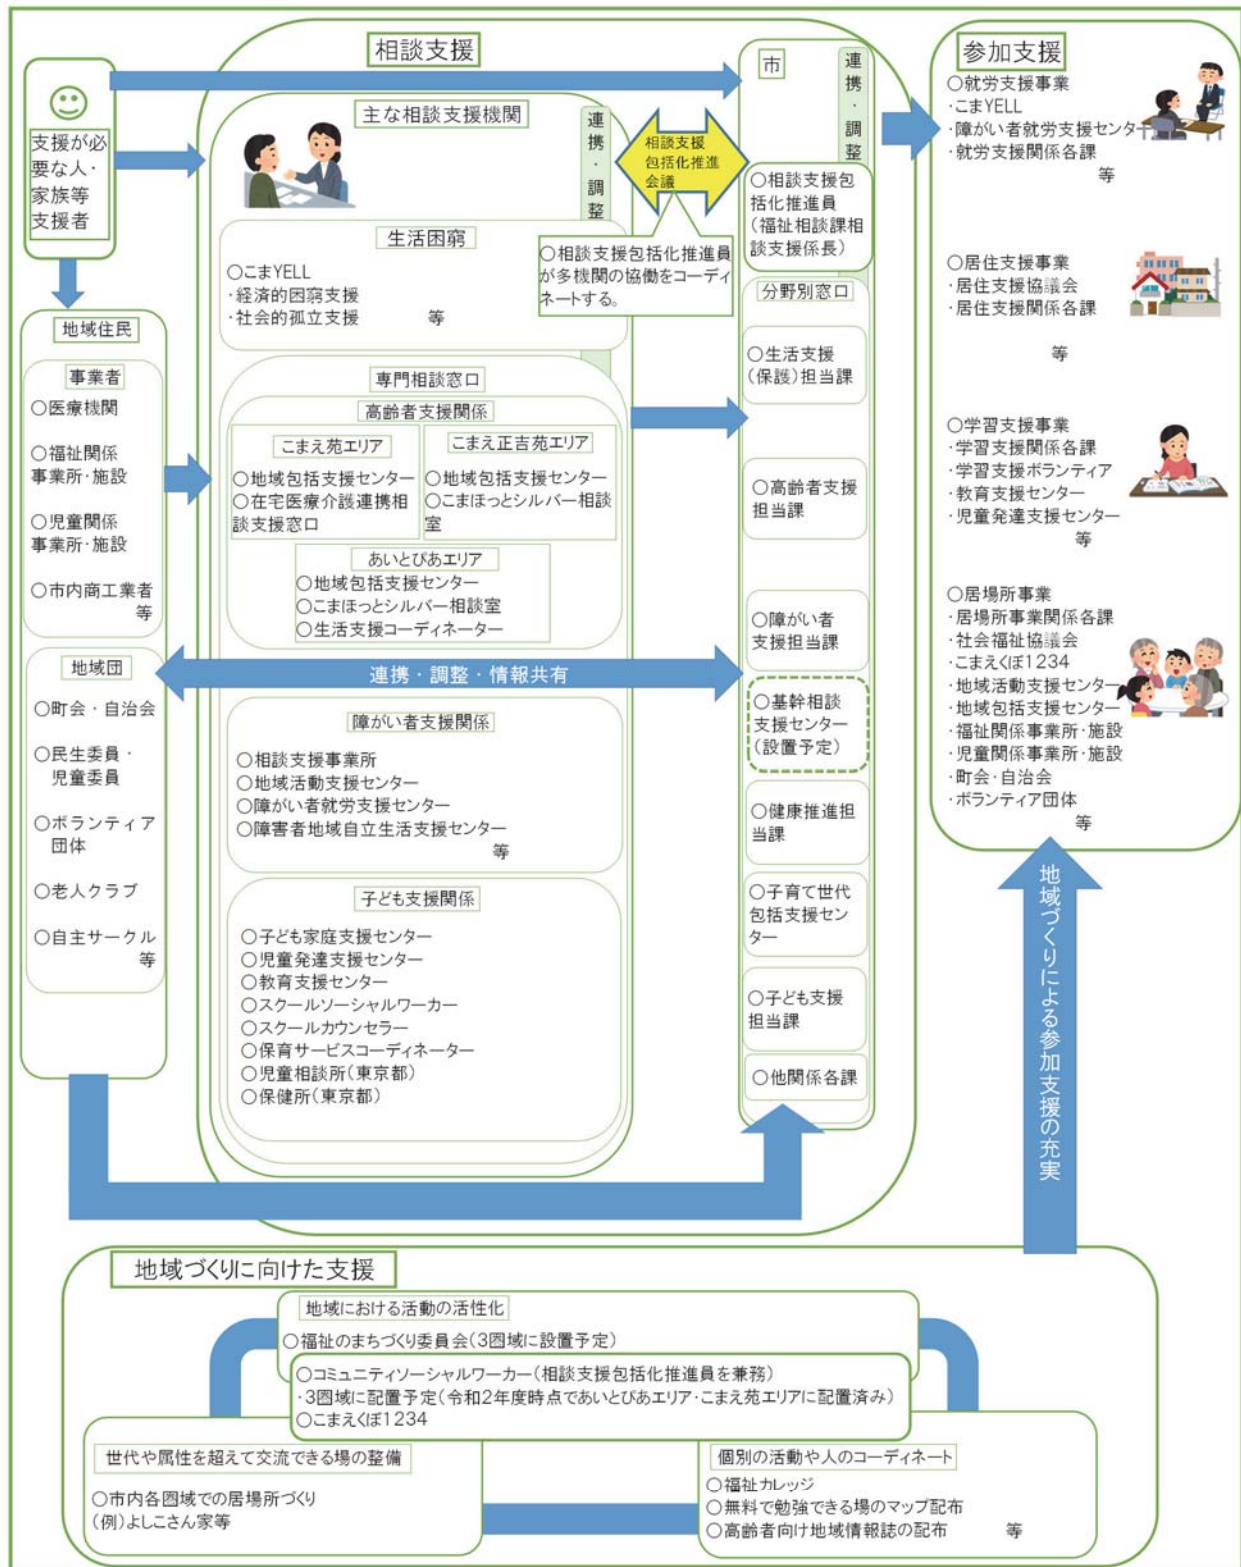 相談支援
支援が必
要な人・
家族等
支援者
地域住民
事業者
○医療機関
○福祉関係
事業所・施設
○児童関係
事業所・施設
○市内商工業者
等
地域団
○町会・自治会
○民生委員・
児童委員
○ボランティア
団体
○老人クラブ
○自主サークル
等
主な相談支援機関
連携・調整
生活困窮
○こまYELL
・経済的困窮支援
・社会的孤立支援 等
専門相談窓口
高齢者支援関係
こまえ苑エリア
○地域包括支援センター
○在宅医療介護連携相
談支援窓口
こまえ正吉苑エリア
○地域包括支援センター
○こまほっとシルバー相談
室
あいとぴあエリア
○地域包括支援センター
○こまほっとシルバー相談室
○生活支援コーディネーター
連携・調整・情報共有
障がい者支援関係
○相談支援事業所
○地域活動支援センター
○障がい者就労支援センター
○障害者地域自立生活支援センター
等
子ども支援関係
○子ども家庭支援センター
○児童発達支援センター
○教育支援センター
○スクールソーシャルワーカー
○スクールカウンセラー
○保育サービスコーディネーター
○児童相談所(東京都)
○保健所(東京都)
相談支援
包括化推進
会議
○相談支援包括化推進員
が多機関の協働をコーディ
ネートする。
市
連携・調整
○相談支援包
括化推進員
(福祉相談課相
談支援係長)
分野別窓口
○生活支援
(保護)担当課
○高齢者支援
担当課
○障がい者
支援担当課
○基幹相談
支援センター
(設置予定)
○健康推進担
当課
○子育て世代
包括支援セン
ター
○子ども支援
担当課
○他関係各課
参加支援
○就労支援事業
・こまYELL
・障がい者就労支援センター
・就労支援関係各課
等
○居住支援事業
・居住支援協議会
・居住支援関係各課
等
○学習支援事業
・学習支援関係各課
・学習支援ボランティア
・教育支援センター
・児童発達支援センター
等
○居場所事業
・居場所事業関係各課
・社会福祉協議会
・こまえくぼ1234
・地域活動支援センター
・地域包括支援センター
・福祉関係事業所・施設
・児童関係事業所・施設
・町会・自治会
・ボランティア団体
等
地域づくりによる参加支援の充実
地域づくりに向けた支援
地域における活動の活性化
○福祉のまちづくり委員会(3圏域に設置予定)
○コミュニティソーシャルワーカー(相談支援包括化推進員を兼務)
・3圏域に配置予定(令和2年度時点であいとぴあエリア・こまえ苑エリアに配置済み)
○こまえくぼ1234
世代や属性を超えて交流できる場の整備
○市内各圏域での居場所づくり
(例)よしこさん家等
個別の活動や人のコーディネート
○福祉カレッジ
○無料で勉強できる場のマップ配布
○高齢者向け地域情報誌の配布 等